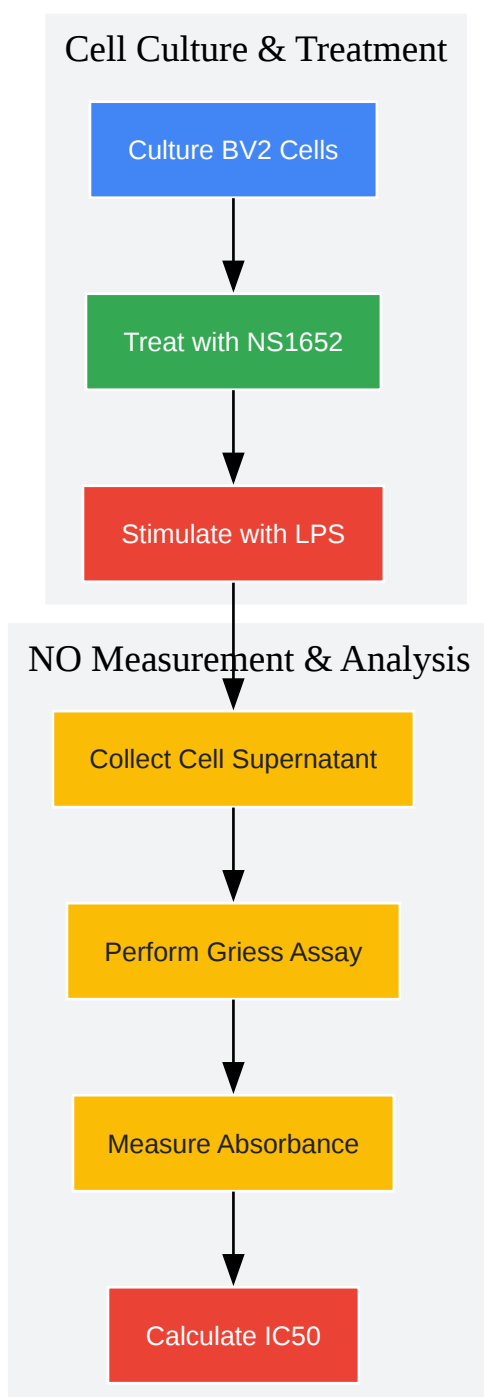 Cell Culture & Treatment
Culture BV2 Cells
Treat with NS1652
Stimulate with LPS
NO Measurement & Analysis
Collect Cell Supernatant
Perform Griess Assay
Measure Absorbance
Calculate IC50